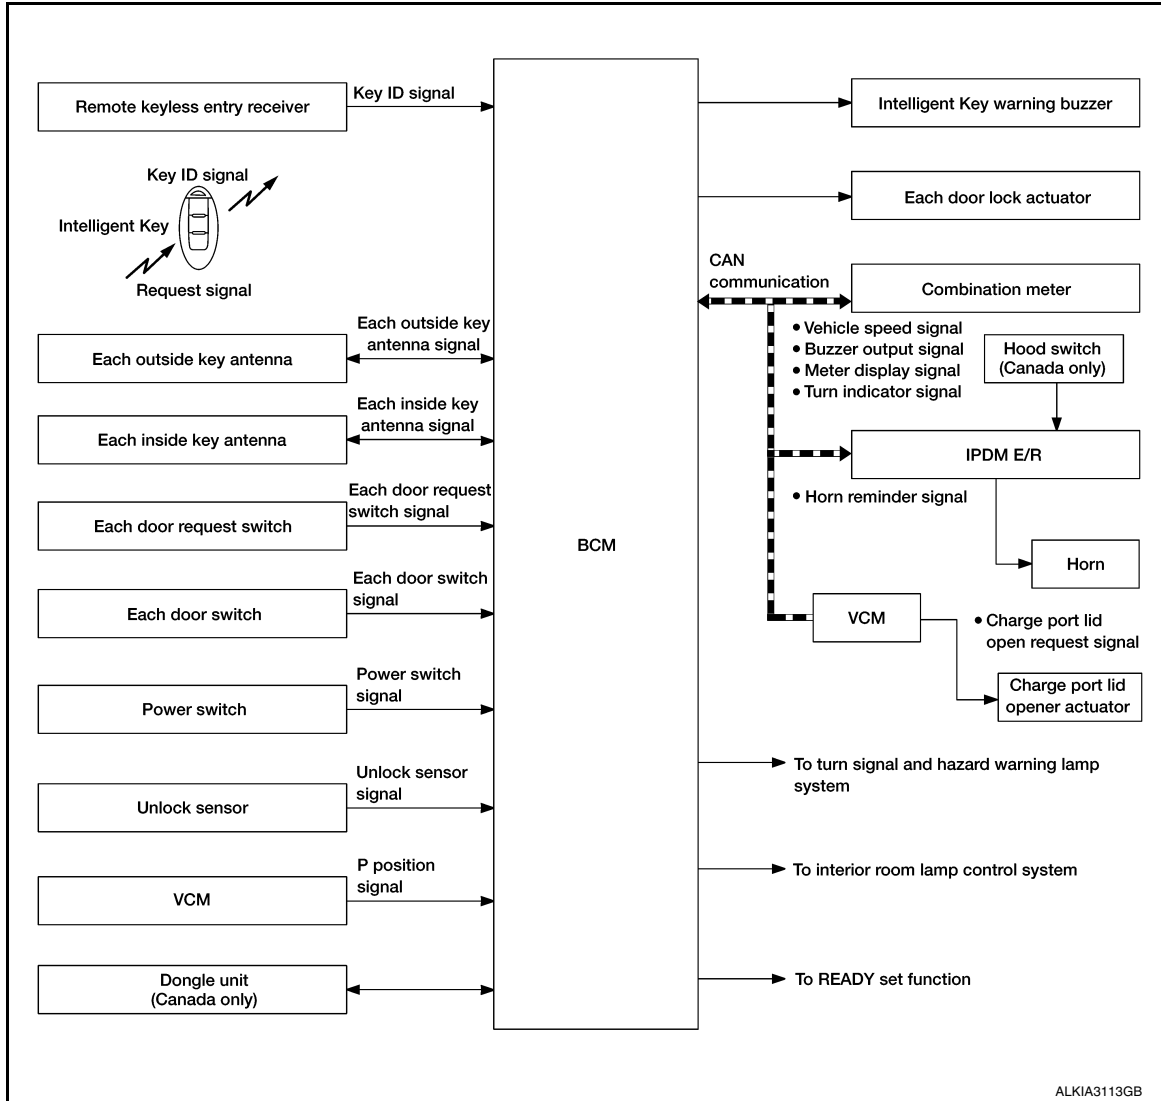 Remote keyless entry receiver
Key ID signal
Key ID signal
Intelligent Key
Request signal
Each outside key antenna
Each outside key
antenna signal
Each inside key antenna
Each inside key
antenna signal
Each door request switch
Each door request
switch signal
Each door switch
Each door switch
signal
Power switch
Power switch
signal
Unlock sensor
Unlock sensor
signal
VCM
P position
signal
Dongle unit
(Canada only)
BCM
Intelligent Key warning buzzer
Each door lock actuator
CAN
communication
Combination meter
• Vehicle speed signal
• Buzzer output signal
• Meter display signal
• Turn indicator signal
Hood switch
(Canada only)
IPDM E/R
• Horn reminder signal
Horn
VCM
• Charge port lid
open request signal
Charge port lid
opener actuator
To turn signal and hazard warning lamp
system
To interior room lamp control system
To READY set function
ALKIA3113GB